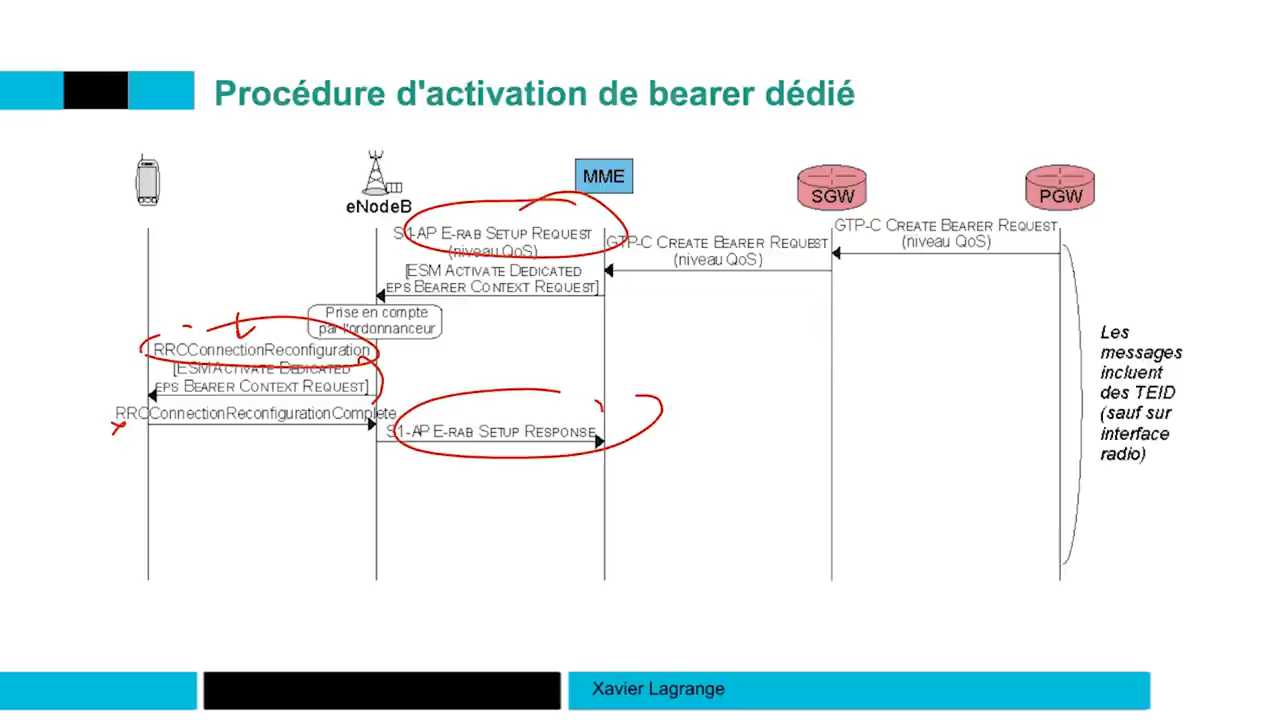 Procédure d'activation de bearer dédié
MME
SGW
PGW
eNodeB
GTP-C CREATE BEARER REQUEST
(niveau QoS)
S1-AP E-RAB SETUP REQUEST
(niveau QoS)
GTP-C CREATE BEARER REQUEST
(niveau QoS)
[ESM ACTIVATE DEDICATED
EPS BEARER CONTEXT REQUEST]
Prise en compte
par l'ordonnanceur
RRCConnectionReconfiguration
[ESM ACTIVATE DEDICATED
EPS BEARER CONTEXT REQUEST]
RRCConnectionReconfigurationComplete
S1-AP E-RAB SETUP RESPONSE
Les
messages
incluent
des TEID
(sauf sur
interface
radio)
Xavier Lagrange